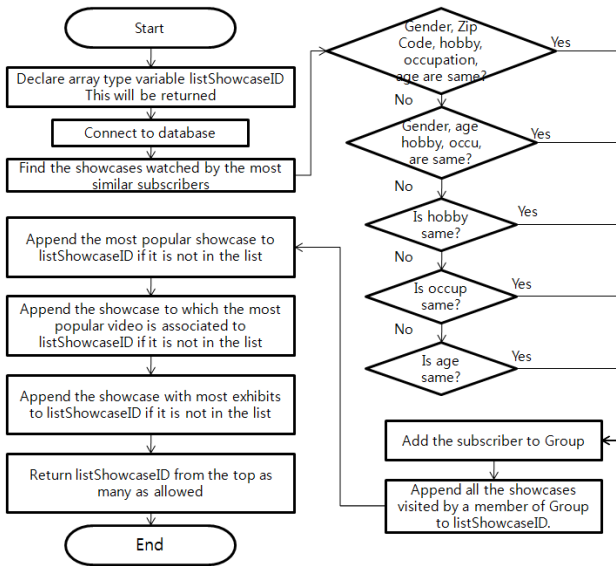 Start
Declare array type variable listShowcaseID
This will be returned
Connect to database
Find the showcases watched by the most
similar subscribers
Gender, Zip
Code, hobby,
occupation,
age are same?
Yes
No
Gender, age
hobby, occu,
are same?
Yes
No
Is hobby
same?
Yes
No
Is occup
same?
Yes
No
Is age
same?
Yes
Add the subscriber to Group
Append all the showcases
visited by a member of Group
to listShowcaseID.
Append the most popular showcase to
listShowcaseID if it is not in the list
Append the showcase to which the most
popular video is associated to
listShowcaseID if it is not in the list
Append the showcase with most exhibits
to listShowcaseID if it is not in the list
Return listShowcaseID from the top as
many as allowed
End